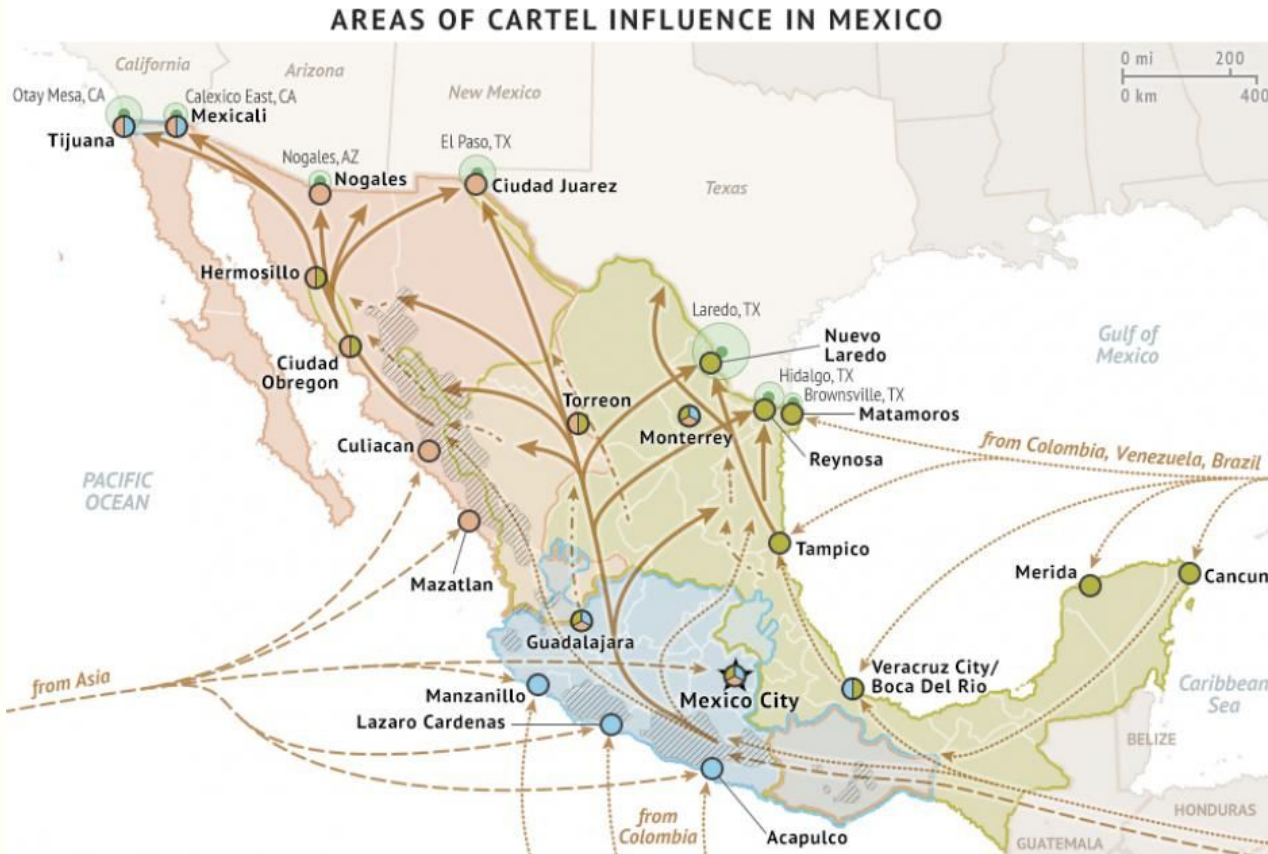 AREAS OF CARTEL INFLUENCE IN MEXICO
California
Arizona
New Mexico
Texas
0 mi 200
0 km 400
Otay Mesa, CA
Calexico East, CA
Mexicali
Tijuana
Nogales, AZ
Nogales
El Paso, TX
Ciudad Juarez
Hermosillo
Laredo, TX
Nuevo
Laredo
Gulf of
Mexico
Ciudad
Obregon
Hidalgo, TX
Brownsville, TX
Matamoros
Torreon
Monterrey
Culiacan
Reynosa
from Colombia, Venezuela, Brazil
PACIFIC
OCEAN
Tampico
Mazatlan
Merida
Cancun
Guadalajara
from Asia
Manzanillo
Mexico City
Veracruz City/
Boca Del Rio
Caribbean
Sea
Lazaro Cardenas
BELIZE
from
Colombia
Acapulco
HONDURAS
GUATEMALA